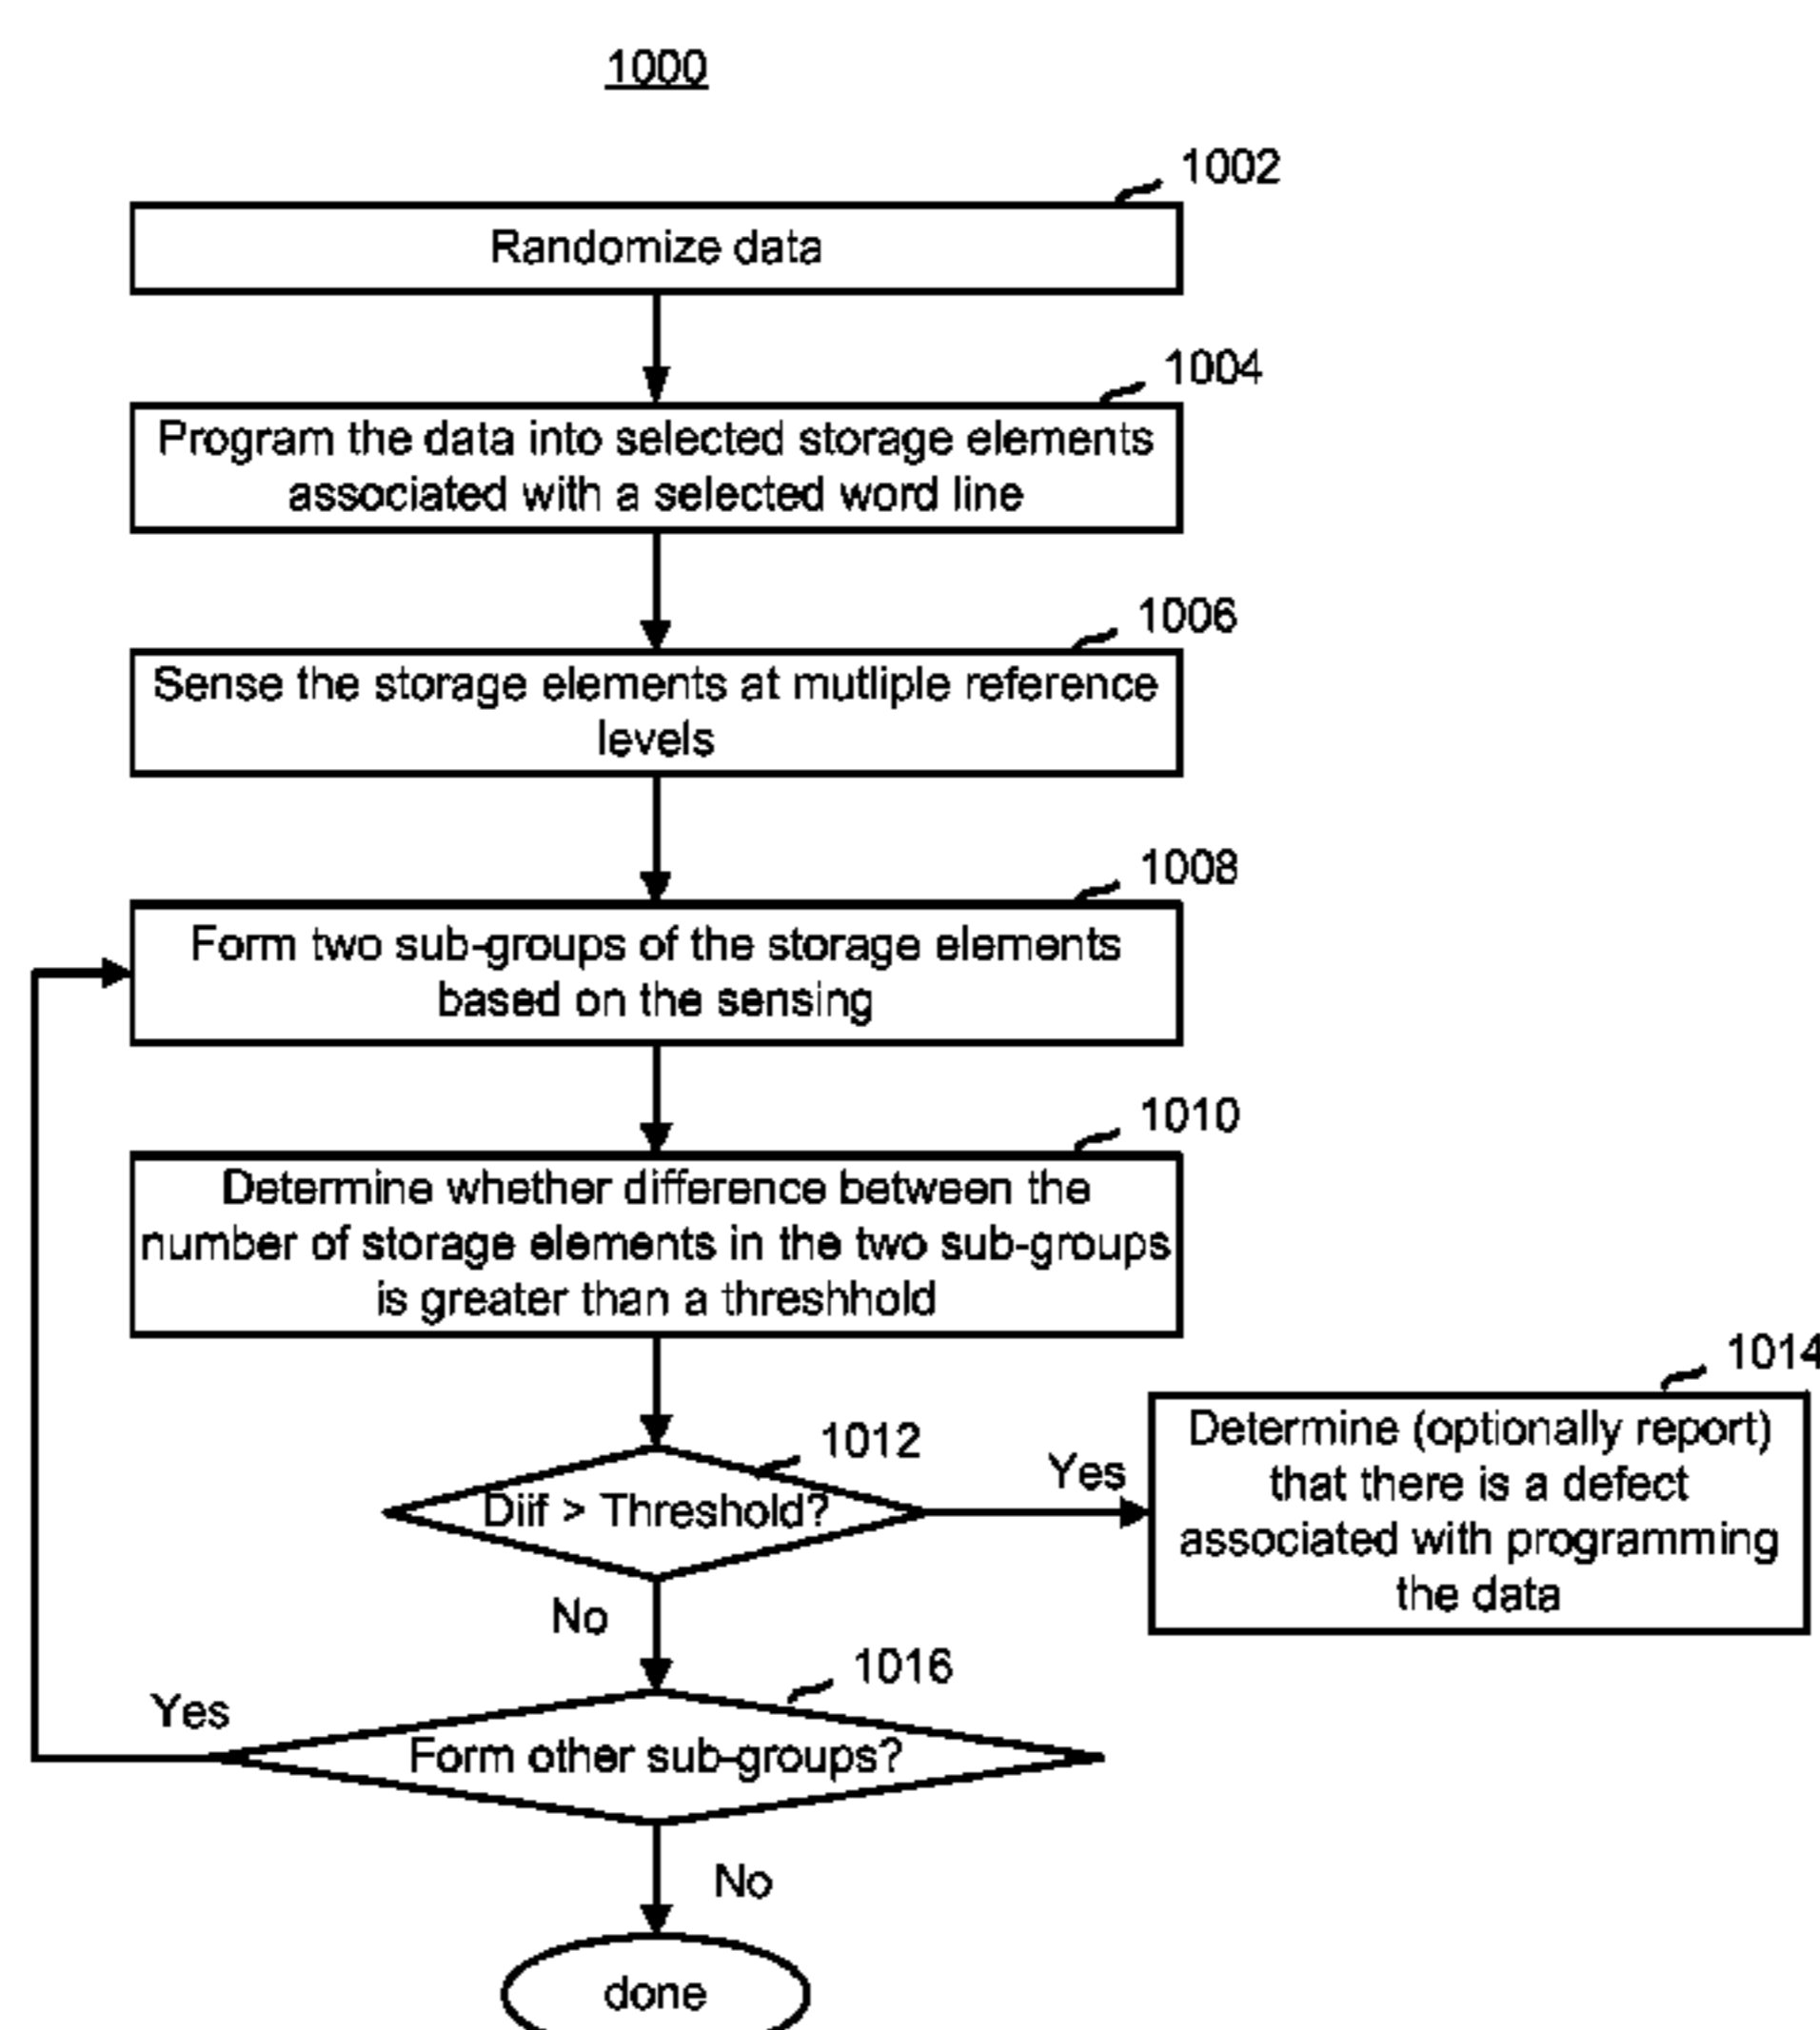 1000
1002
Randomize data
1004
Program the data into selected storage elements
associated with a selected word line
1006
Sense the storage elements at mutliple reference
levels
1008
Form two sub-groups of the storage elements
based on the sensing
1010
Determine whether difference between the
number of storage elements in the two sub-groups
is greater than a threshhold
1014
Determine (optionally report)
that there is a defect
associated with programming
the data
1012
Diif > Threshold?
Yes
No
1016
Form other sub-groups?
Yes
No
done